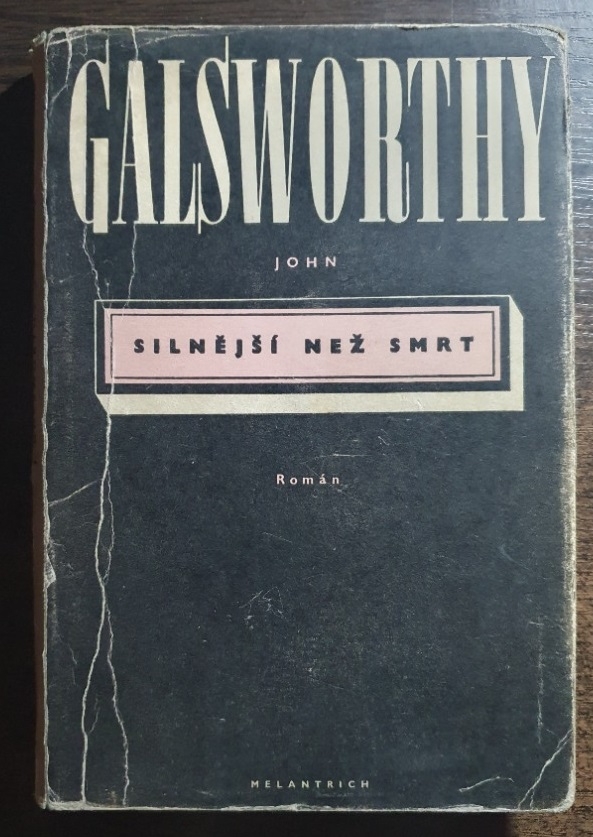 GALSWORTHY
JOHN
SILNĚJŠÍ NEŽ SMRT
Román
MELANTRICH